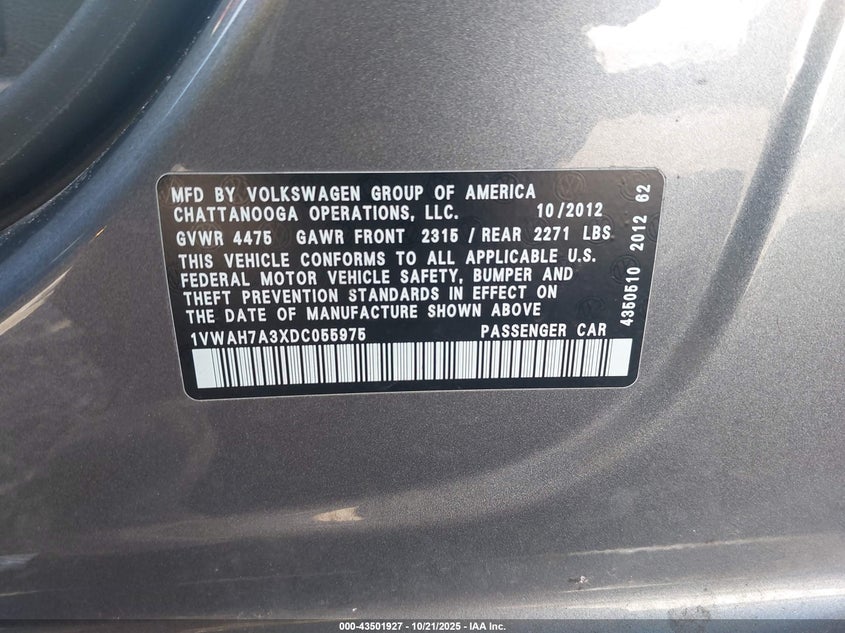 MFD BY VOLKSWAGEN GROUP OF AMERICA
CHATTANOOGA OPERATIONS, LLC. 10/2012
GVWR 4475 GAWR FRONT 2315 / REAR 2271 LBS
THIS VEHICLE CONFORMS TO ALL APPLICABLE U.S.
FEDERAL MOTOR VEHICLE SAFETY, BUMPER AND
THEFT PREVENTION STANDARDS IN EFFECT ON
THE DATE OF MANUFACTURE SHOWN ABOVE
1VWAH7A3XDC055975 PASSENGER CAR
4350510 2012 62
000-43501927 - 10/21/2025 - IAA Inc.